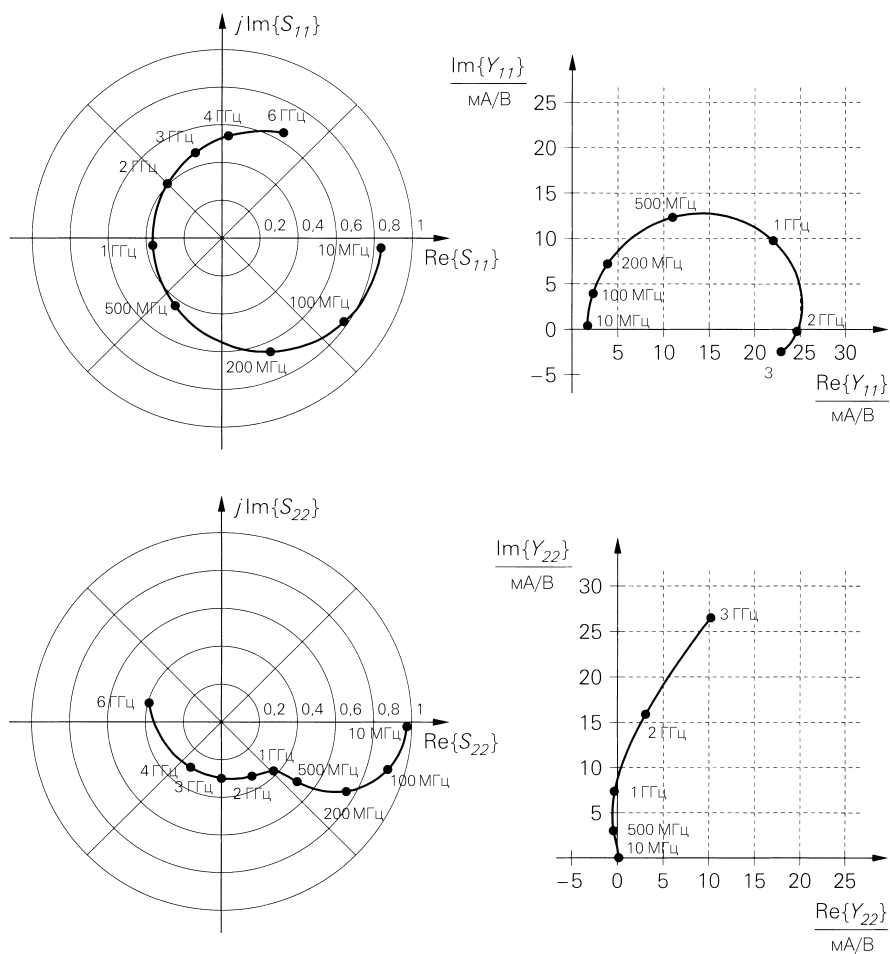 j Im{S11}
4 ГГц
6 ГГц
3 ГГц
2 ГГц
0,2
0,4
0,6
0,8
1
1 ГГц
10 МГц
Re{S11}
500 МГц
100 МГц
200 МГц
Im{Y11}
мА/В
25
20
15
10
5
0
−5
500 МГц
1 ГГц
200 МГц
100 МГц
10 МГц
2 ГГц
3
5
10
15
20
25
30
Re{Y11}
мА/В
j Im{S22}
6 ГГц
0,2
0,4
0,6
0,8
1
10 МГц
Re{S22}
1 ГГц
4 ГГц
3 ГГц
2 ГГц
500 МГц
100 МГц
200 МГц
Im{Y22}
мА/В
30
25
20
15
10
5
3 ГГц
2 ГГц
1 ГГц
500 МГц
10 МГц
−5
0
5
10
15
20
25
Re{Y22}
мА/В